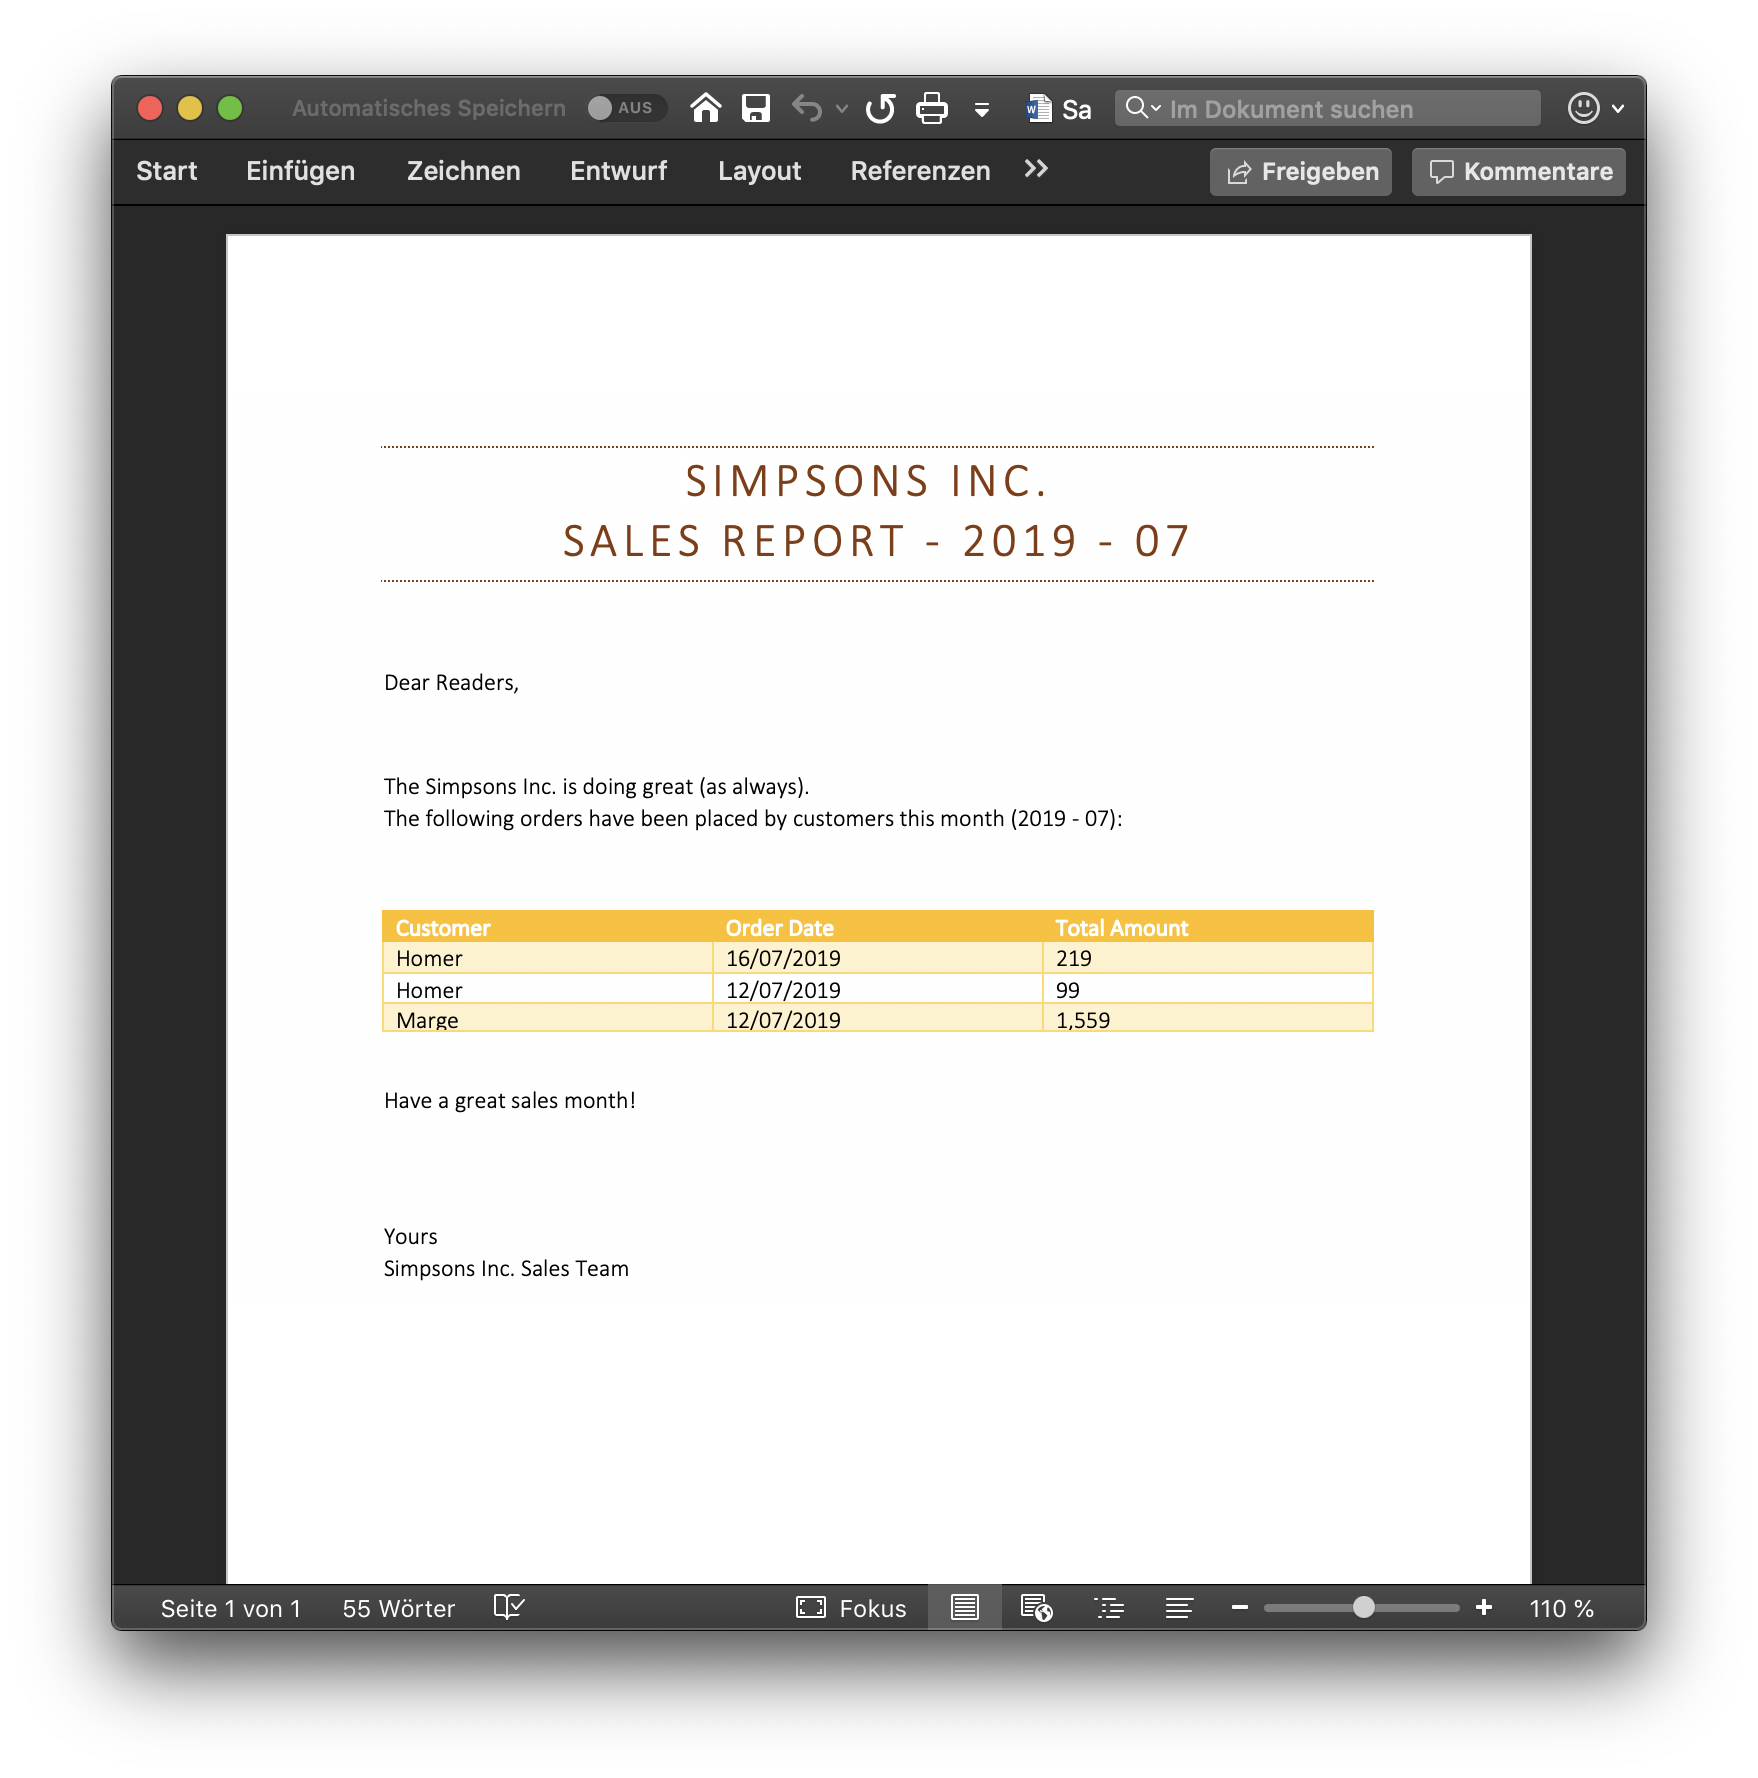 Automatisches Speichern AUS Sa Im Dokument suchen
Start Einfügen Zeichnen Entwurf Layout Referenzen Freigeben Kommentare
SIMPSONS INC.
SALES REPORT - 2019 - 07
Dear Readers,
The Simpsons Inc. is doing great (as always).
The following orders have been placed by customers this month (2019 - 07):
Customer Order Date Total Amount
Homer 16/07/2019 219
Homer 12/07/2019 99
Marge 12/07/2019 1,559
Have a great sales month!
Yours
Simpsons Inc. Sales Team
Seite 1 von 1 55 Wörter Fokus 110 %